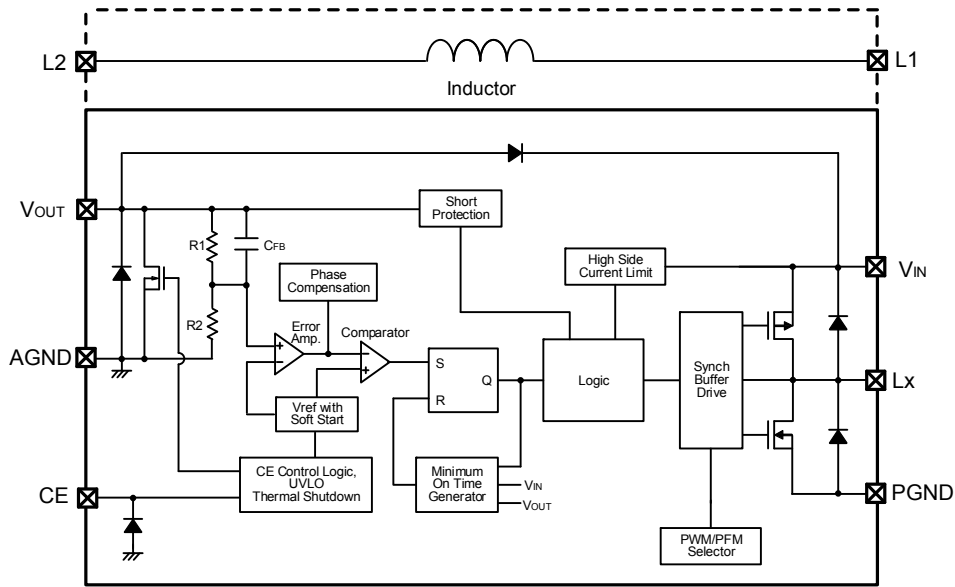 L2
L1
Inductor
VOUT
Short
Protection
R1
CFB
High Side
Current Limit
VIN
Phase
Compensation
R2
Error
Amp.
Comparator
AGND
S
Q
R
Logic
Synch
Buffer
Drive
Lx
Vref with
Soft Start
CE Control Logic,
UVLO
Thermal Shutdown
Minimum
On Time
Generator
VIN
VOUT
CE
PGND
PWM/PFM
Selector